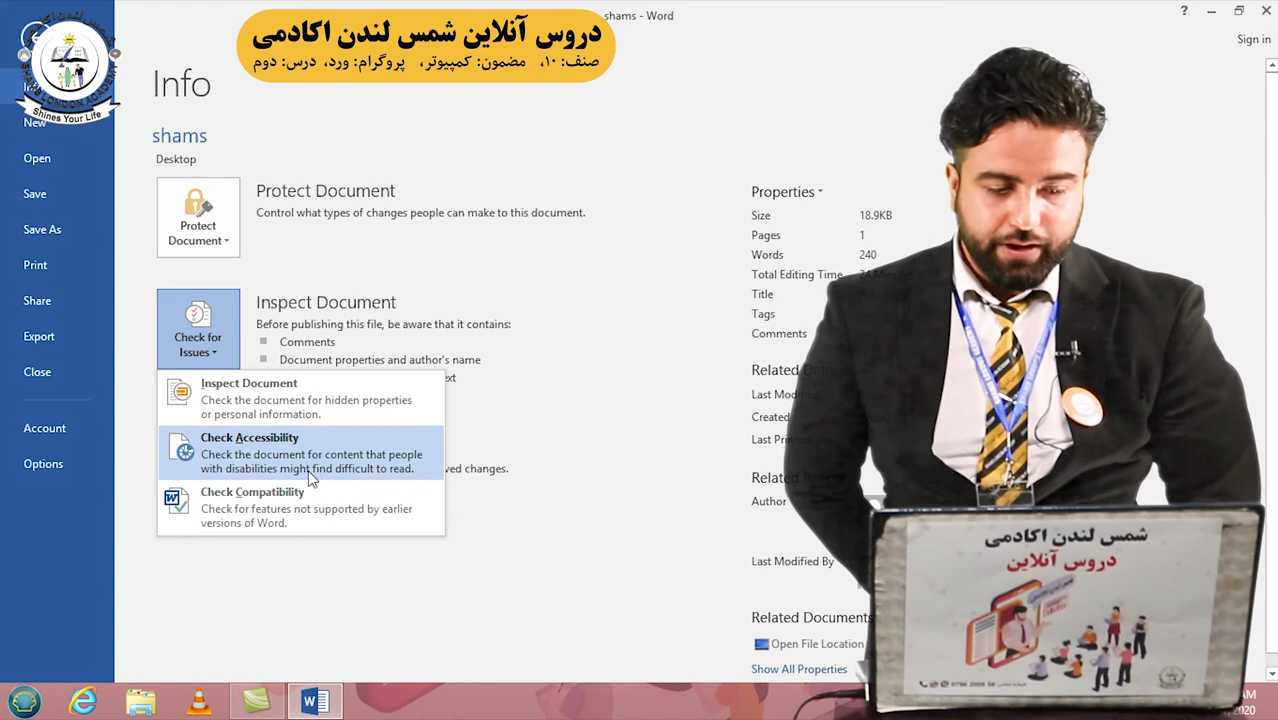 shams - Word
Sign in
دروس آنلاین شمس لندن اکادمی
صنف: ۱۰، مضمون: کمپیوتر، پروگرام: ورد، درس: دوم
SHAMS LONDON ACADEMY
Shines Your Life
New
Open
Save
Save As
Print
Share
Export
Close
Account
Options
Info
shams
Desktop
Protect Document
Protect Document
Control what types of changes people can make to this document.
Check for Issues
Inspect Document
Before publishing this file, be aware that it contains:
Comments
Document properties and author's name
Inspect Document
Check the document for hidden properties
or personal information.
Check Accessibility
Check the document for content that people
with disabilities might find difficult to read.
changes.
Check Compatibility
Check for features not supported by earlier
versions of Word.
Properties
Size 18.9KB
Pages 1
Words 240
Total Editing Time 24
Title
Tags
Comments
Related
Last Modified
Created
Last
Related
Author
Last Modified By
Related Documents
Open File Location
Show All Properties
شمس لندن اکادمی
دروس آنلاین
2020